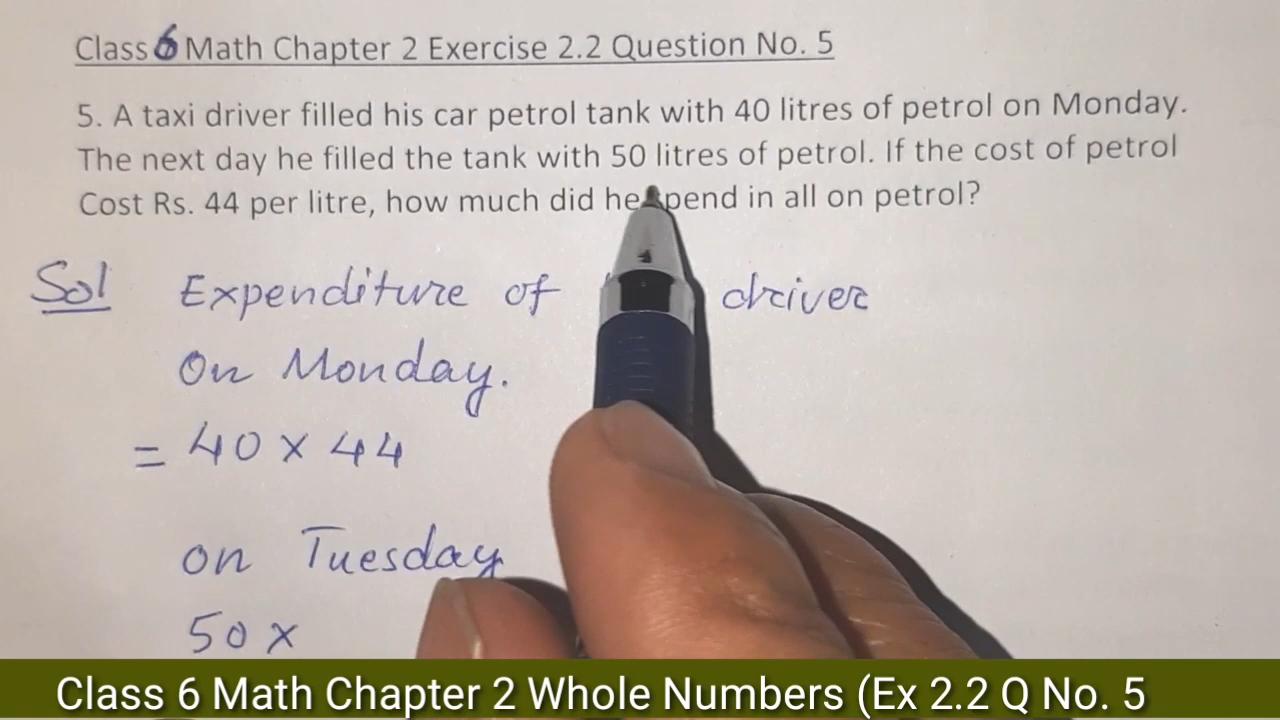 Class 6 Math Chapter 2 Exercise 2.2 Question No. 5
5. A taxi driver filled his car petrol tank with 40 litres of petrol on Monday.
The next day he filled the tank with 50 litres of petrol. If the cost of petrol
Cost Rs. 44 per litre, how much did he spend in all on petrol?
Sol Expenditure of driver
On Monday.
= 40 × 44
on Tuesday
50 ×
Class 6 Math Chapter 2 Whole Numbers (Ex 2.2 Q No. 5